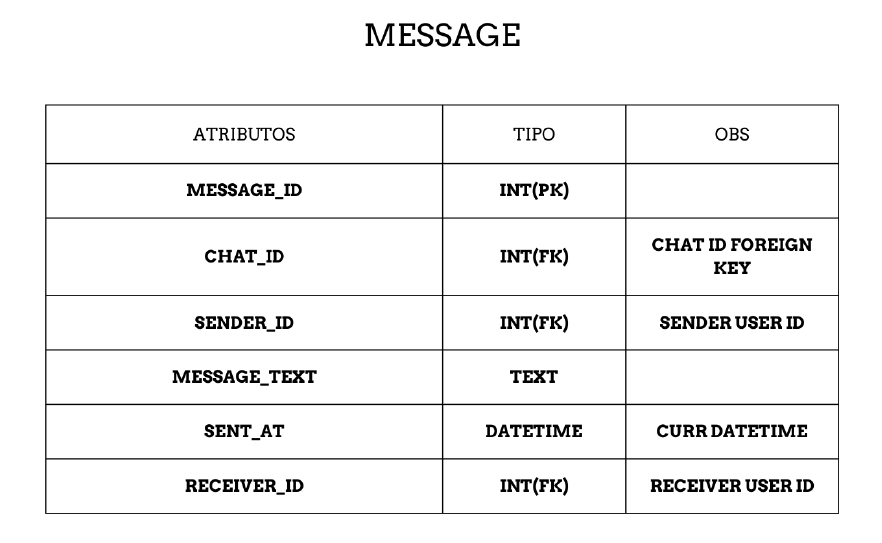 MESSAGE
ATRIBUTOS TIPO OBS
MESSAGE_ID INT(PK)
CHAT_ID INT(FK) CHAT ID FOREIGN
KEY
SENDER_ID INT(FK) SENDER USER ID
MESSAGE_TEXT TEXT
SENT_AT DATETIME CURR DATETIME
RECEIVER_ID INT(FK) RECEIVER USER ID